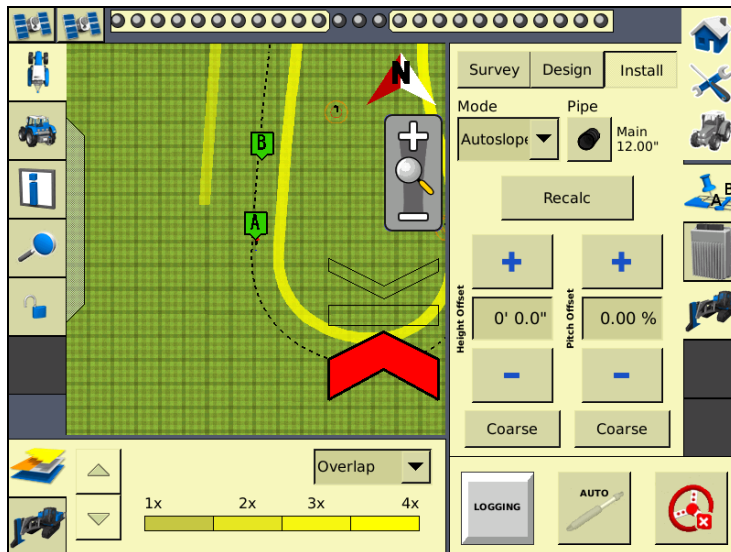 N
B
A
Survey Design Install
Mode Pipe
Autoslope
Main
12.00"
Recalc
Height Offset
0' 0.0"
Pitch Offset
0.00 %
Coarse Coarse
A B
Overlap
1x 2x 3x 4x
LOGGING
AUTO